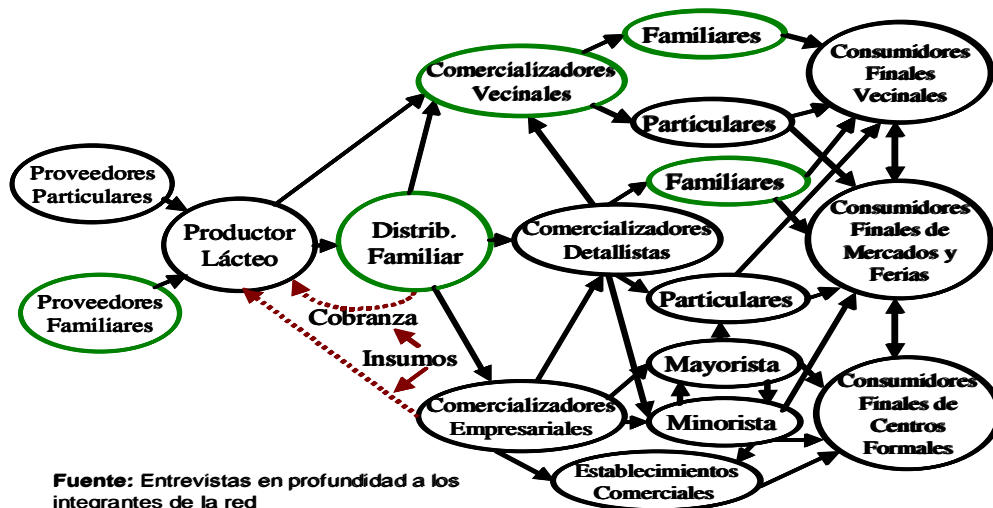 Familiares
Comercializadores
Vecinales
Consumidores
Finales
Vecinales
Particulares
Proveedores
Particulares
Familiares
Productor
Lácteo
Distrib.
Familiar
Comercializadores
Detallistas
Consumidores
Finales de
Mercados y
Ferias
Proveedores
Familiares
Particulares
Cobranza
Insumos
Mayorista
Comercializadores
Empresariales
Minorista
Consumidores
Finales de
Centros
Formales
Establecimientos
Comerciales
Fuente: Entrevistas en profundidad a los
integrantes de la red